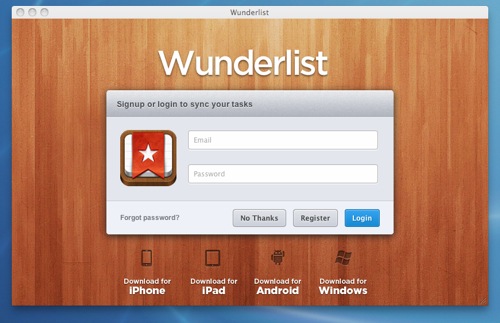 Wunderlist
Wunderlist
Signup or login to sync your tasks
Email
Password
Forgot password?
No Thanks
Register
Login
Download for
iPhone
Download for
iPad
Download for
Android
Download for
Windows